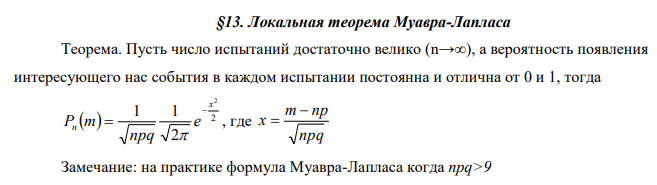 §13. Локальная теорема Муавра-Лапласа
Теорема. Пусть число испытаний достаточно велико (n→∞), а вероятность появления
интересующего нас события в каждом испытании постоянна и отлична от 0 и 1, тогда
Pₙ(m) = 1/√(npq) 1/√(2π) e^(−x²/2), где x = (m − np)/√(npq)
Замечание: на практике формула Муавра-Лапласа когда npq>9